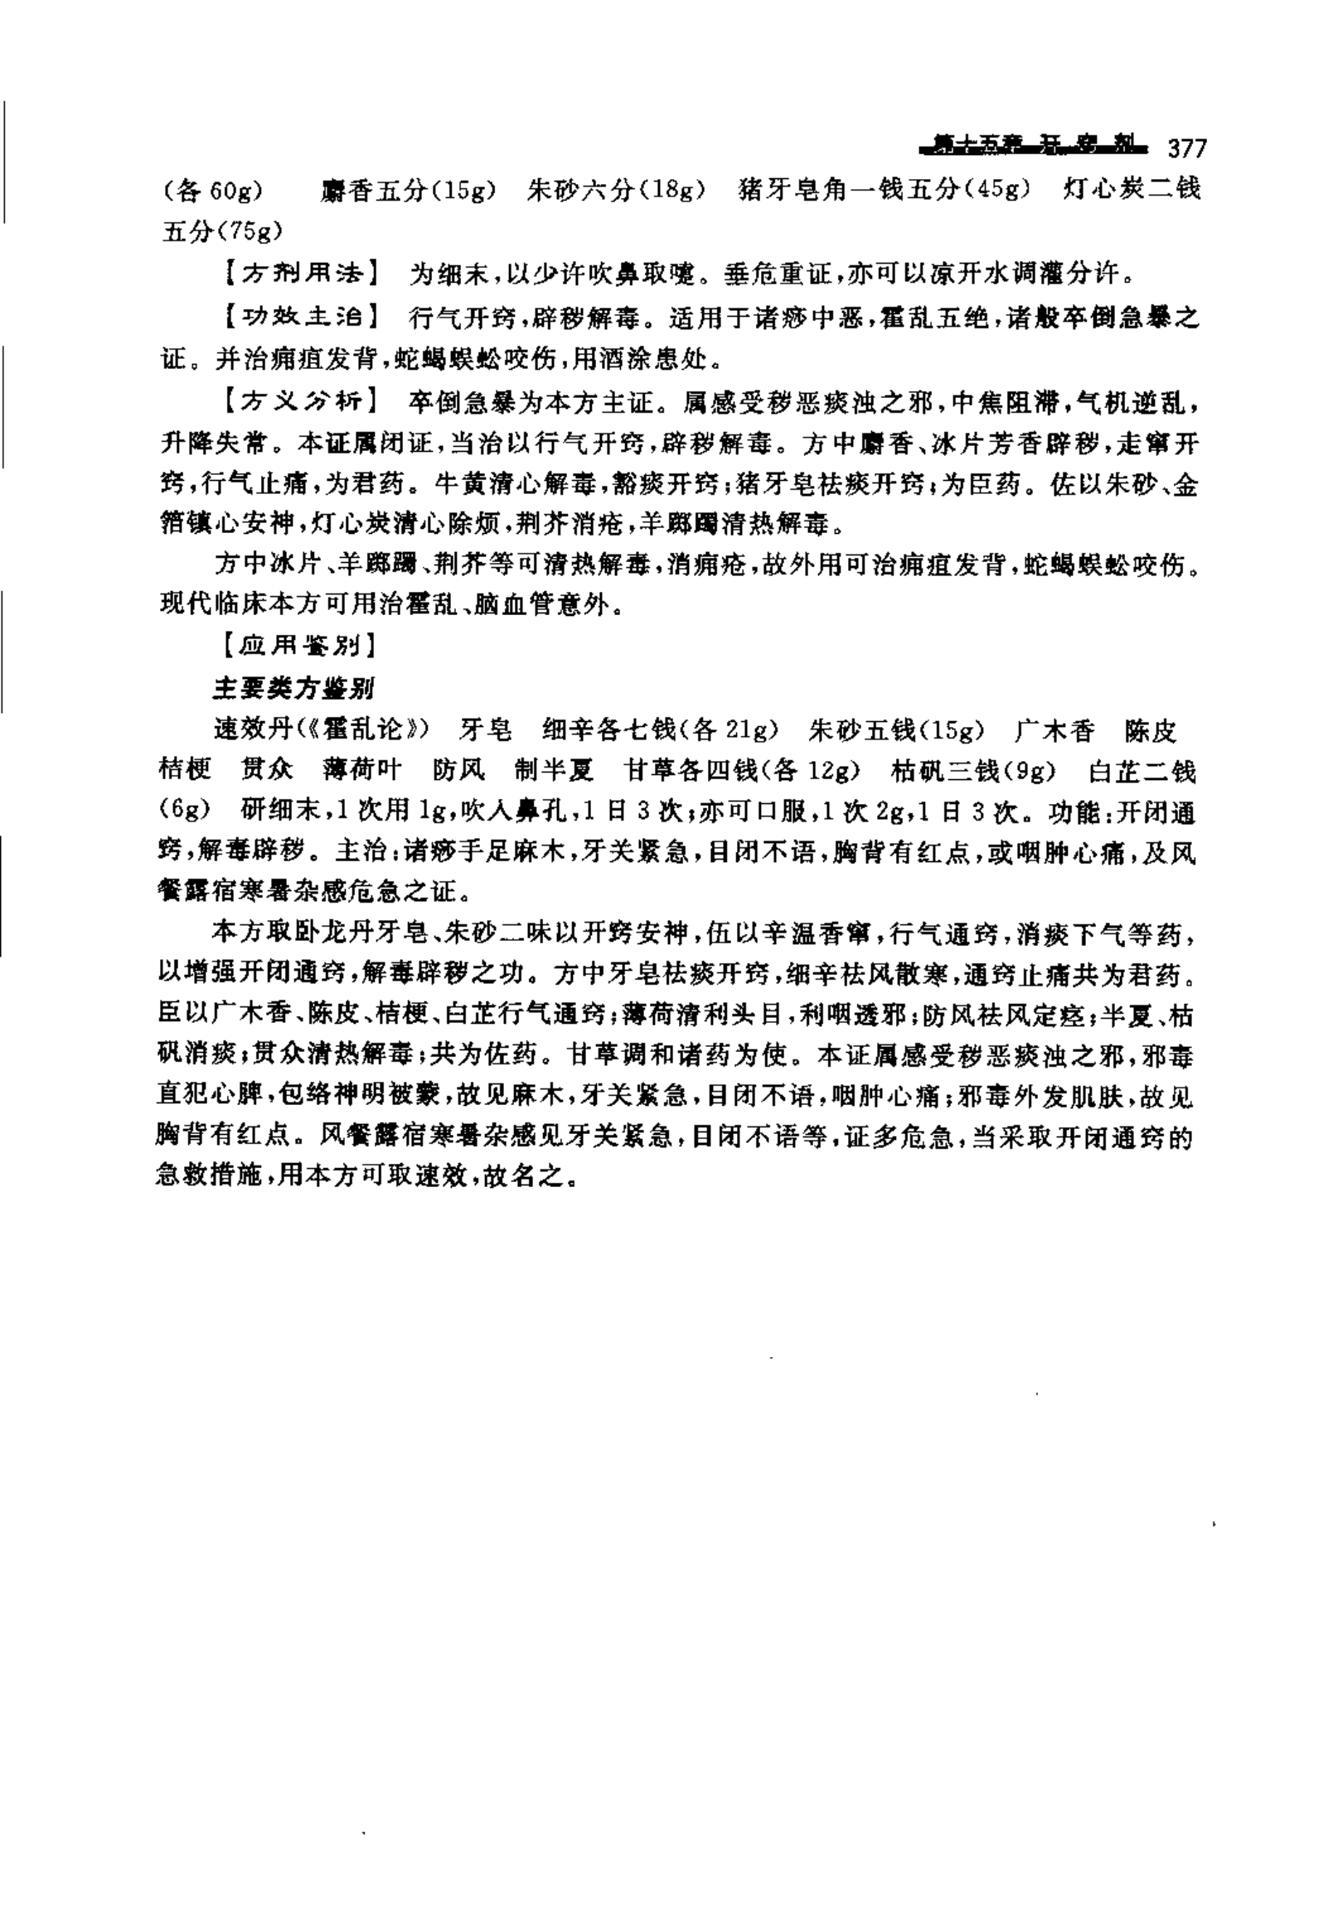 第十五章 开 窍 剂 377
(各 60g) 麝香五分(15g) 朱砂六分(18g) 猪牙皂角一钱五分(45g) 灯心炭二钱
五分(75g)
【方剂用法】 为细末,以少许吹鼻取嚏。垂危重证,亦可以凉开水调灌分许。
【功效主治】 行气开窍,辟秽解毒。适用于诸痧中恶,霍乱五绝,诸般卒倒急暴之
证。并治痈疽发背,蛇蝎蜈蚣咬伤,用酒涂患处。
【方义分析】 卒倒急暴为本方主证。属感受秽恶痰浊之邪,中焦阻滞,气机逆乱,
升降失常。本证属闭证,当治以行气开窍,辟秽解毒。方中麝香、冰片芳香辟秽,走窜开
窍,行气止痛,为君药。牛黄清心解毒,豁痰开窍;猪牙皂祛痰开窍;为臣药。佐以朱砂、金
箔镇心安神,灯心炭清心除烦,荆芥消疮,羊踯躅清热解毒。
方中冰片、羊踯躅、荆芥等可清热解毒,消痈疮,故外用可治痈疽发背,蛇蝎蜈蚣咬伤。
现代临床本方可用治霍乱、脑血管意外。
【应用鉴别】
主要类方鉴别
速效丹(《霍乱论》) 牙皂 细辛各七钱(各 21g) 朱砂五钱(15g) 广木香 陈皮
桔梗 贯众 薄荷叶 防风 制半夏 甘草各四钱(各 12g) 枯矾三钱(9g) 白芷二钱
(6g) 研细末,1 次用 1g,吹入鼻孔,1 日 3 次;亦可口服,1 次 2g,1 日 3 次。功能:开闭通
窍,解毒辟秽。主治:诸痧手足麻木,牙关紧急,目闭不语,胸背有红点,或咽肿心痛,及风
餐露宿寒暑杂感危急之证。
本方取卧龙丹牙皂、朱砂二味以开窍安神,伍以辛温香窜,行气通窍,消痰下气等药,
以增强开闭通窍,解毒辟秽之功。方中牙皂祛痰开窍,细辛祛风散寒,通窍止痛共为君药。
臣以广木香、陈皮、桔梗、白芷行气通窍;薄荷清利头目,利咽透邪;防风祛风定痉;半夏、枯
矾消痰;贯众清热解毒;共为佐药。甘草调和诸药为使。本证属感受秽恶痰浊之邪,邪毒
直犯心脾,包络神明被蒙,故见麻木,牙关紧急,目闭不语,咽肿心痛;邪毒外发肌肤,故见
胸背有红点。风餐露宿寒暑杂感见牙关紧急,目闭不语等,证多危急,当采取开闭通窍的
急救措施,用本方可取速效,故名之。